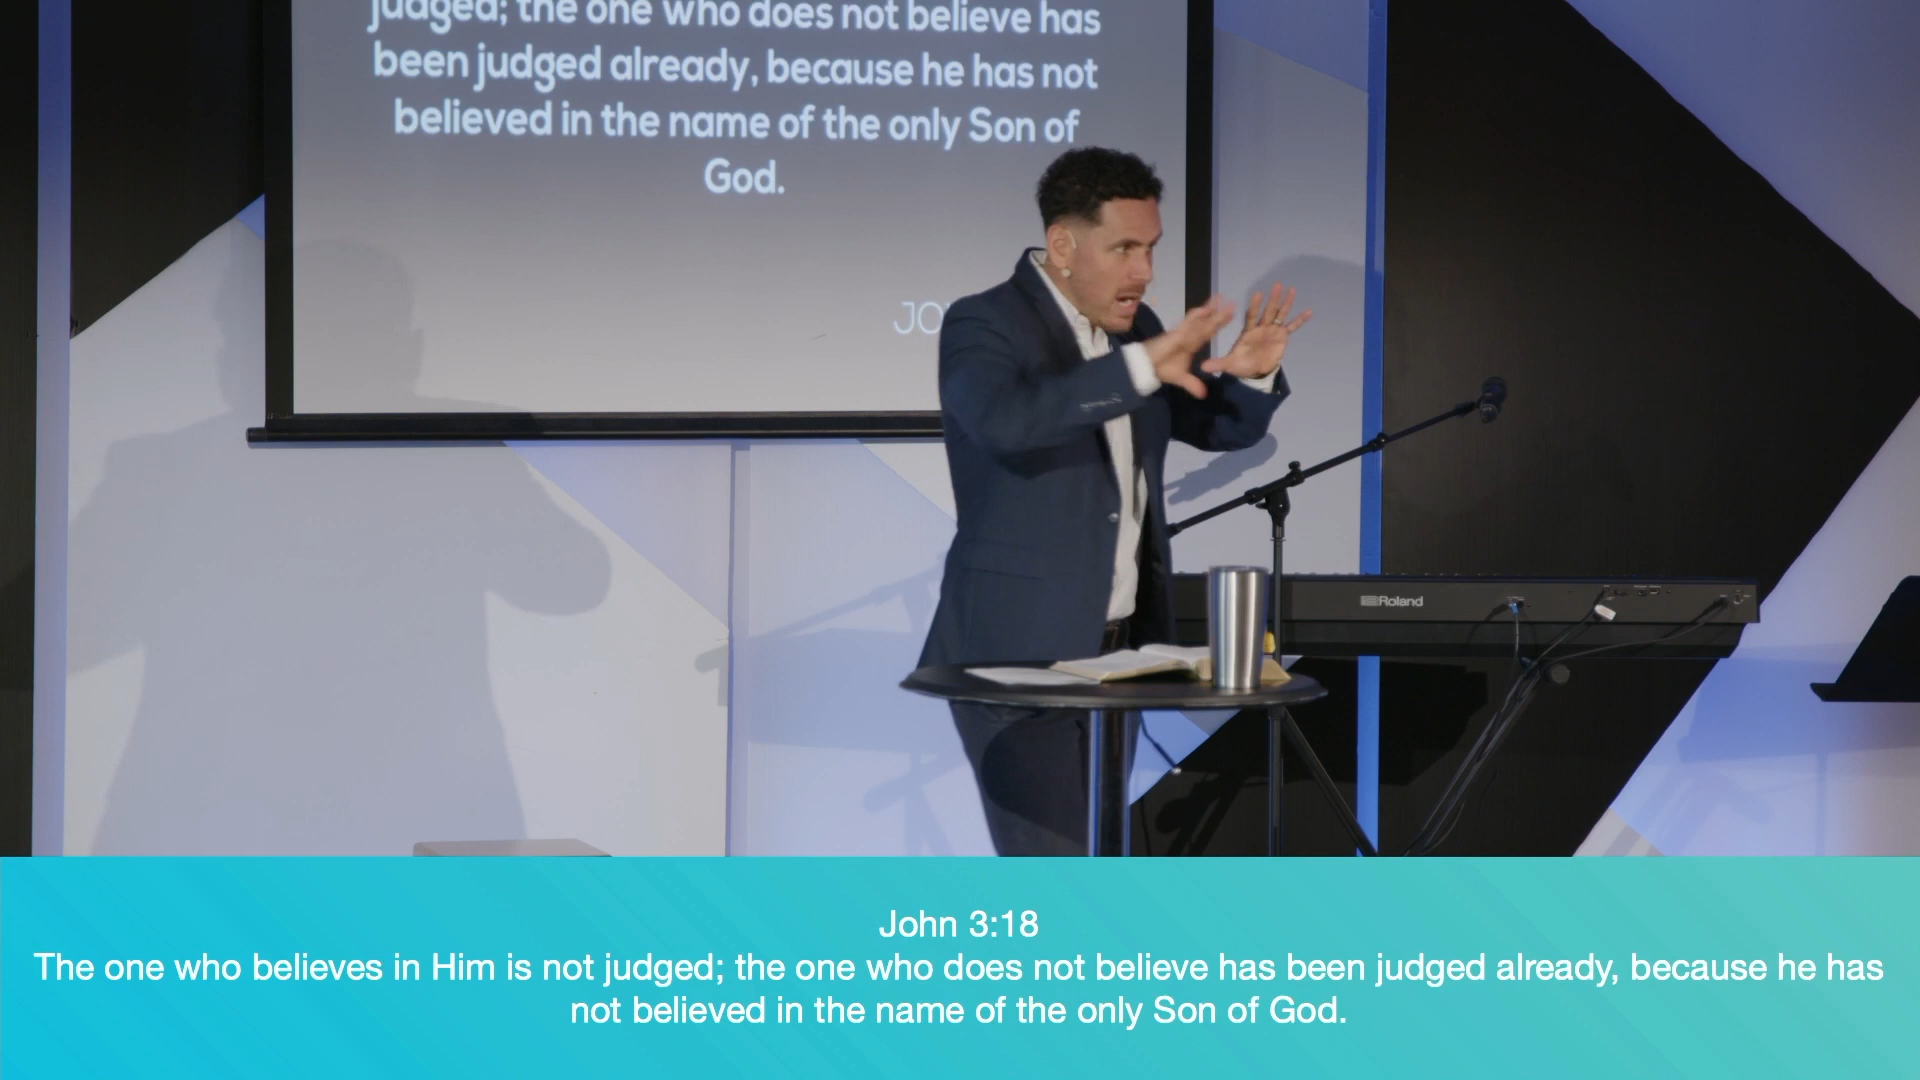 judged; the one who does not believe has
been judged already, because he has not
believed in the name of the only Son of
God.
JO
Roland
John 3:18
The one who believes in Him is not judged; the one who does not believe has been judged already, because he has
not believed in the name of the only Son of God.